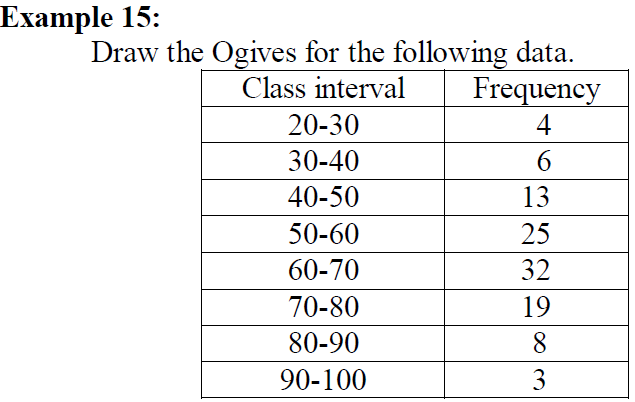 Example 15:
Draw the Ogives for the following data.
Class interval Frequency
20-30 4
30-40 6
40-50 13
50-60 25
60-70 32
70-80 19
80-90 8
90-100 3